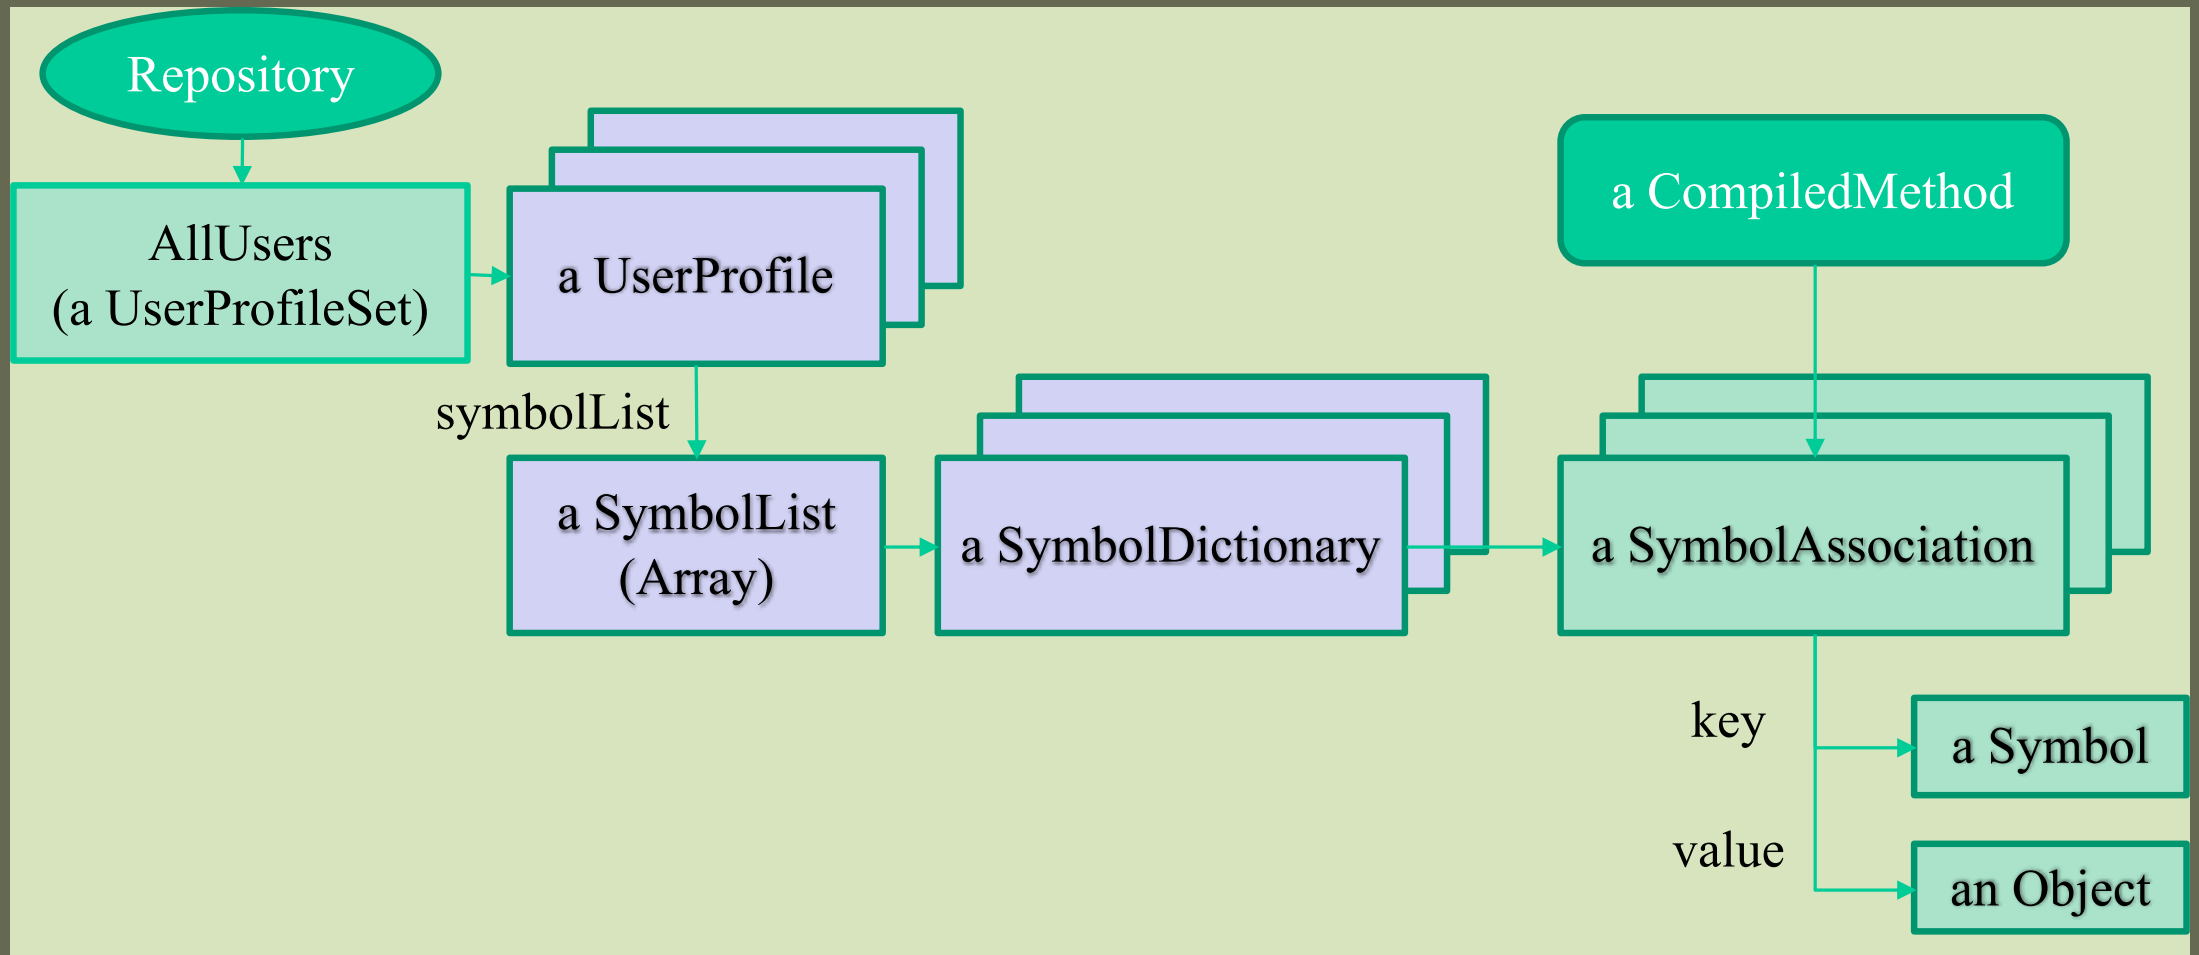 Repository
AllUsers
(a UserProfileSet)
a UserProfile
a CompiledMethod
symbolList
a SymbolList
(Array)
a SymbolDictionary
a SymbolAssociation
key
a Symbol
value
an Object